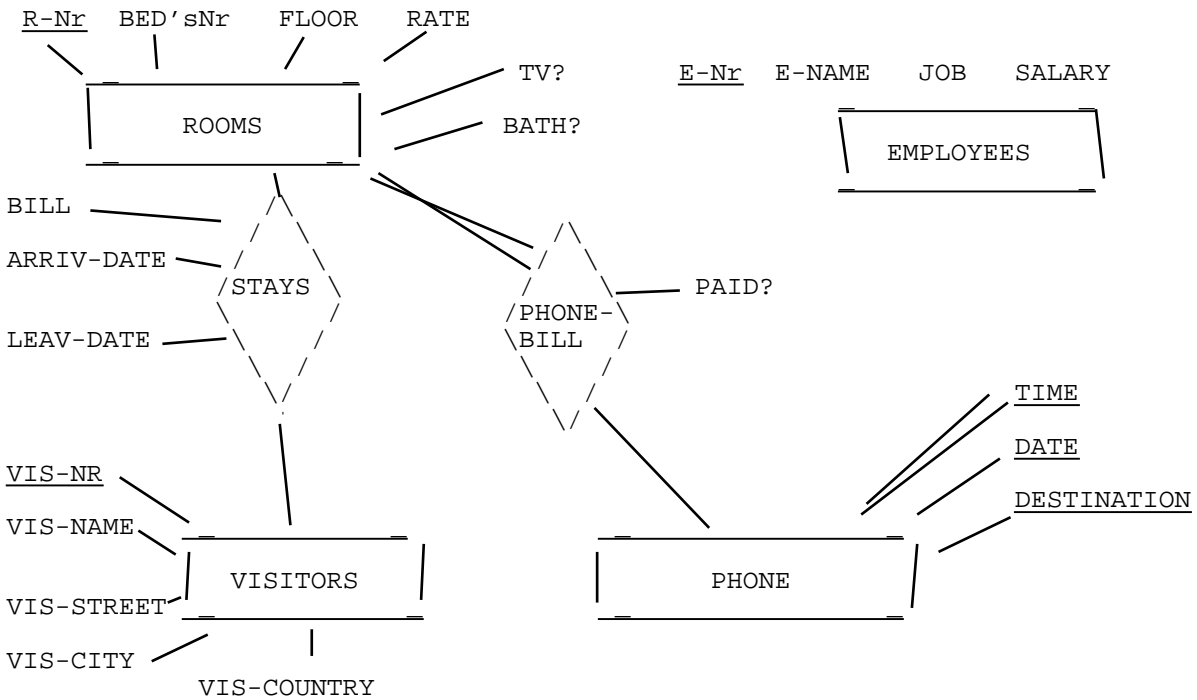 R-Nr BED'sNr FLOOR RATE
TV?
E-Nr E-NAME JOB SALARY
ROOMS
BATH?
EMPLOYEES
BILL
ARRIV-DATE
STAYS
PAID?
PHONE-
BILL
LEAV-DATE
TIME
DATE
VIS-NR
DESTINATION
VIS-NAME
VISITORS
PHONE
VIS-STREET
VIS-CITY
VIS-COUNTRY